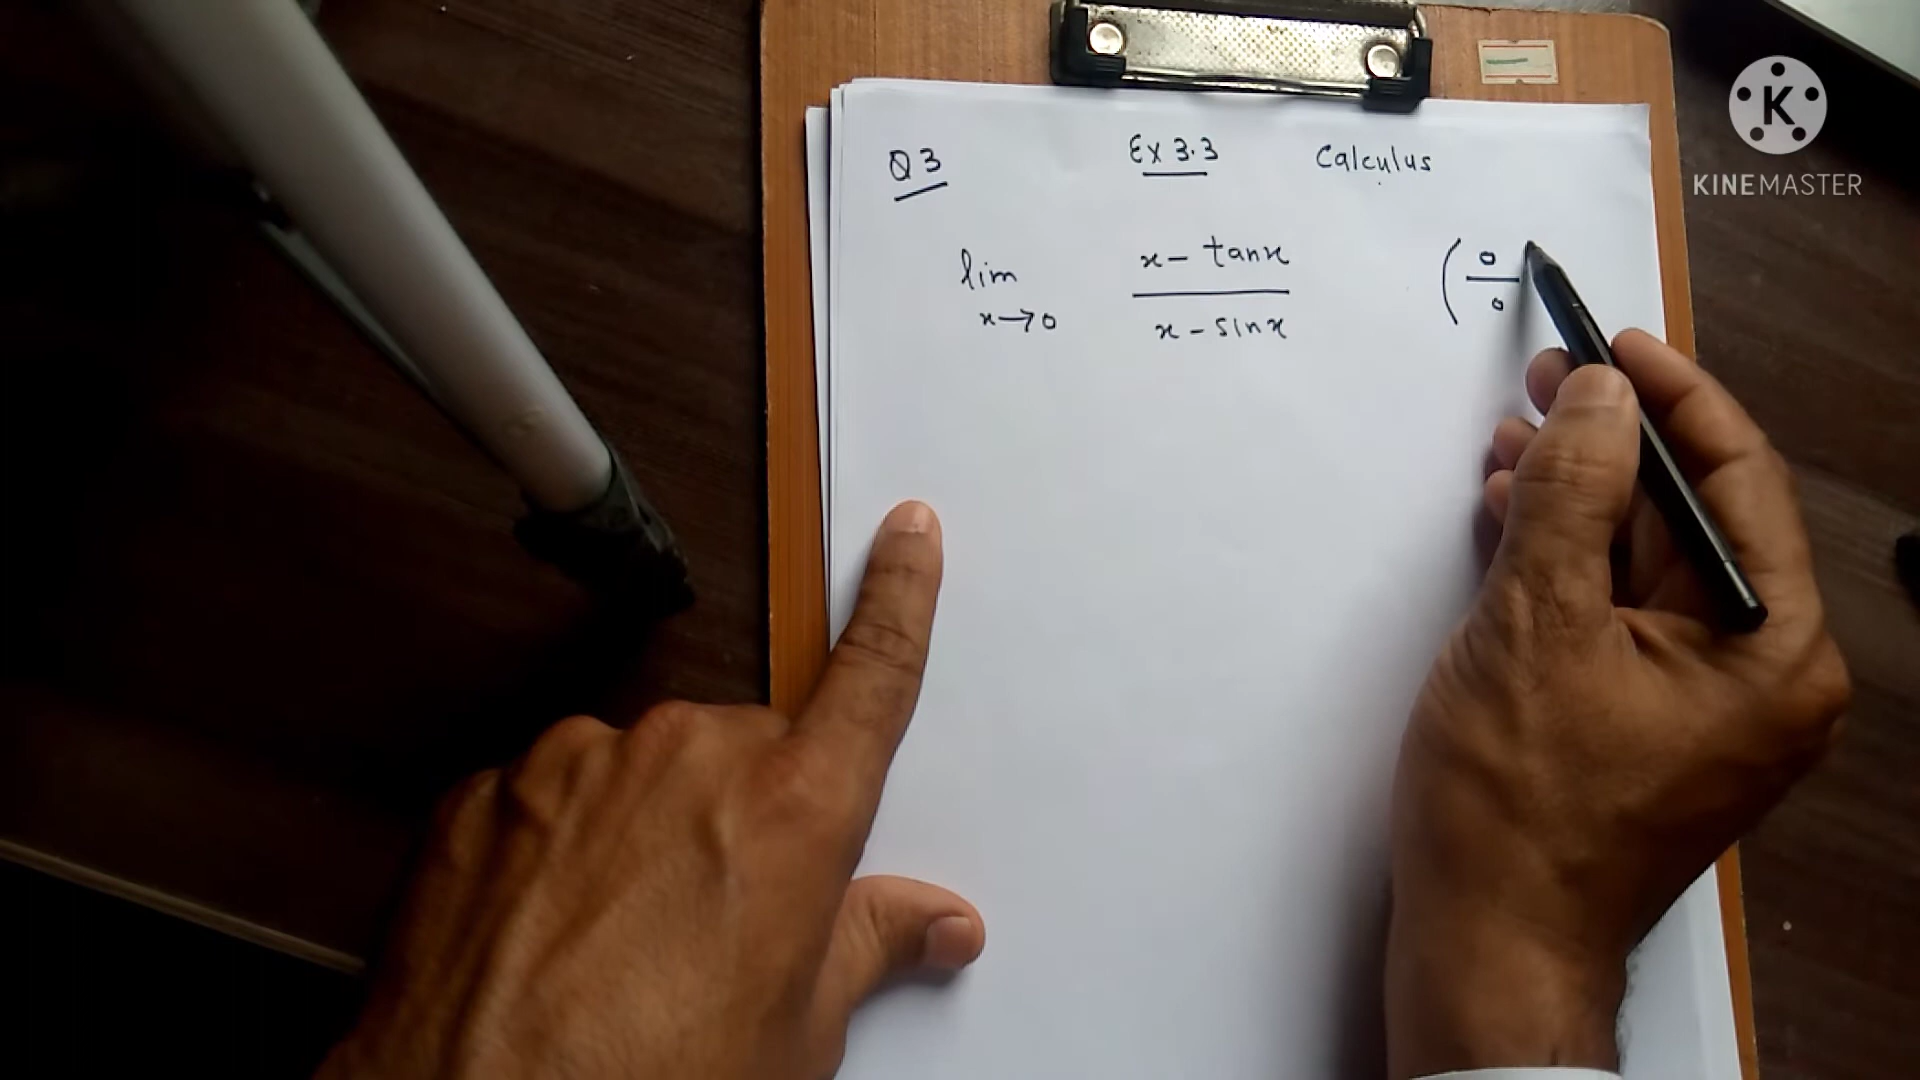 Q3 Ex 3.3 Calculus
x - tanx
lim
x→0
x - sinx
( 0
0
KINEMASTER